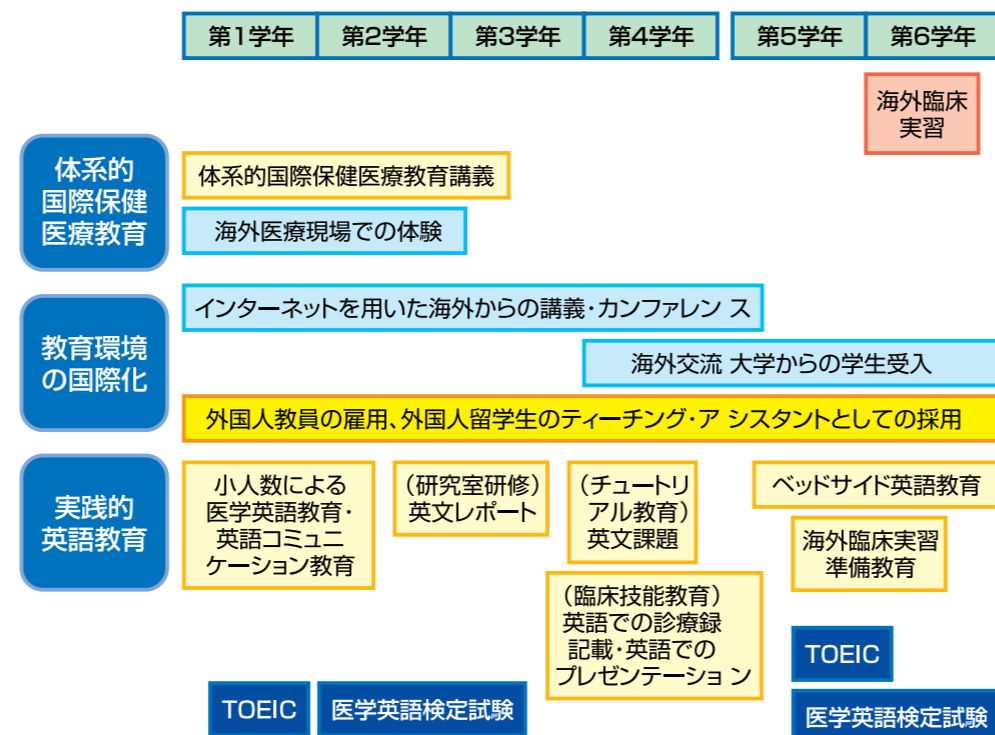 第1学年 第2学年 第3学年 第4学年 第5学年 第6学年
海外臨床
実習
体系的
国際保健
医療教育
体系的国際保健医療教育講義
海外医療現場での体験
教育環境
の国際化
インターネットを用いた海外からの講義・カンファレン ス
海外交流 大学からの学生受入
外国人教員の雇用、外国人留学生のティーチング・ア シスタントとしての採用
実践的
英語教育
小人数による
医学英語教育・
英語コミュニ
ケーション教育
（研究室研修）
英文レポート
（チュートリ
アル教育）
英文課題
ベッドサイド英語教育
海外臨床実習
準備教育
（臨床技能教育）
英語での診療録
記載・英語での
プレゼンテーショ ン
TOEIC
医学英語検定試験
TOEIC
医学英語検定試験